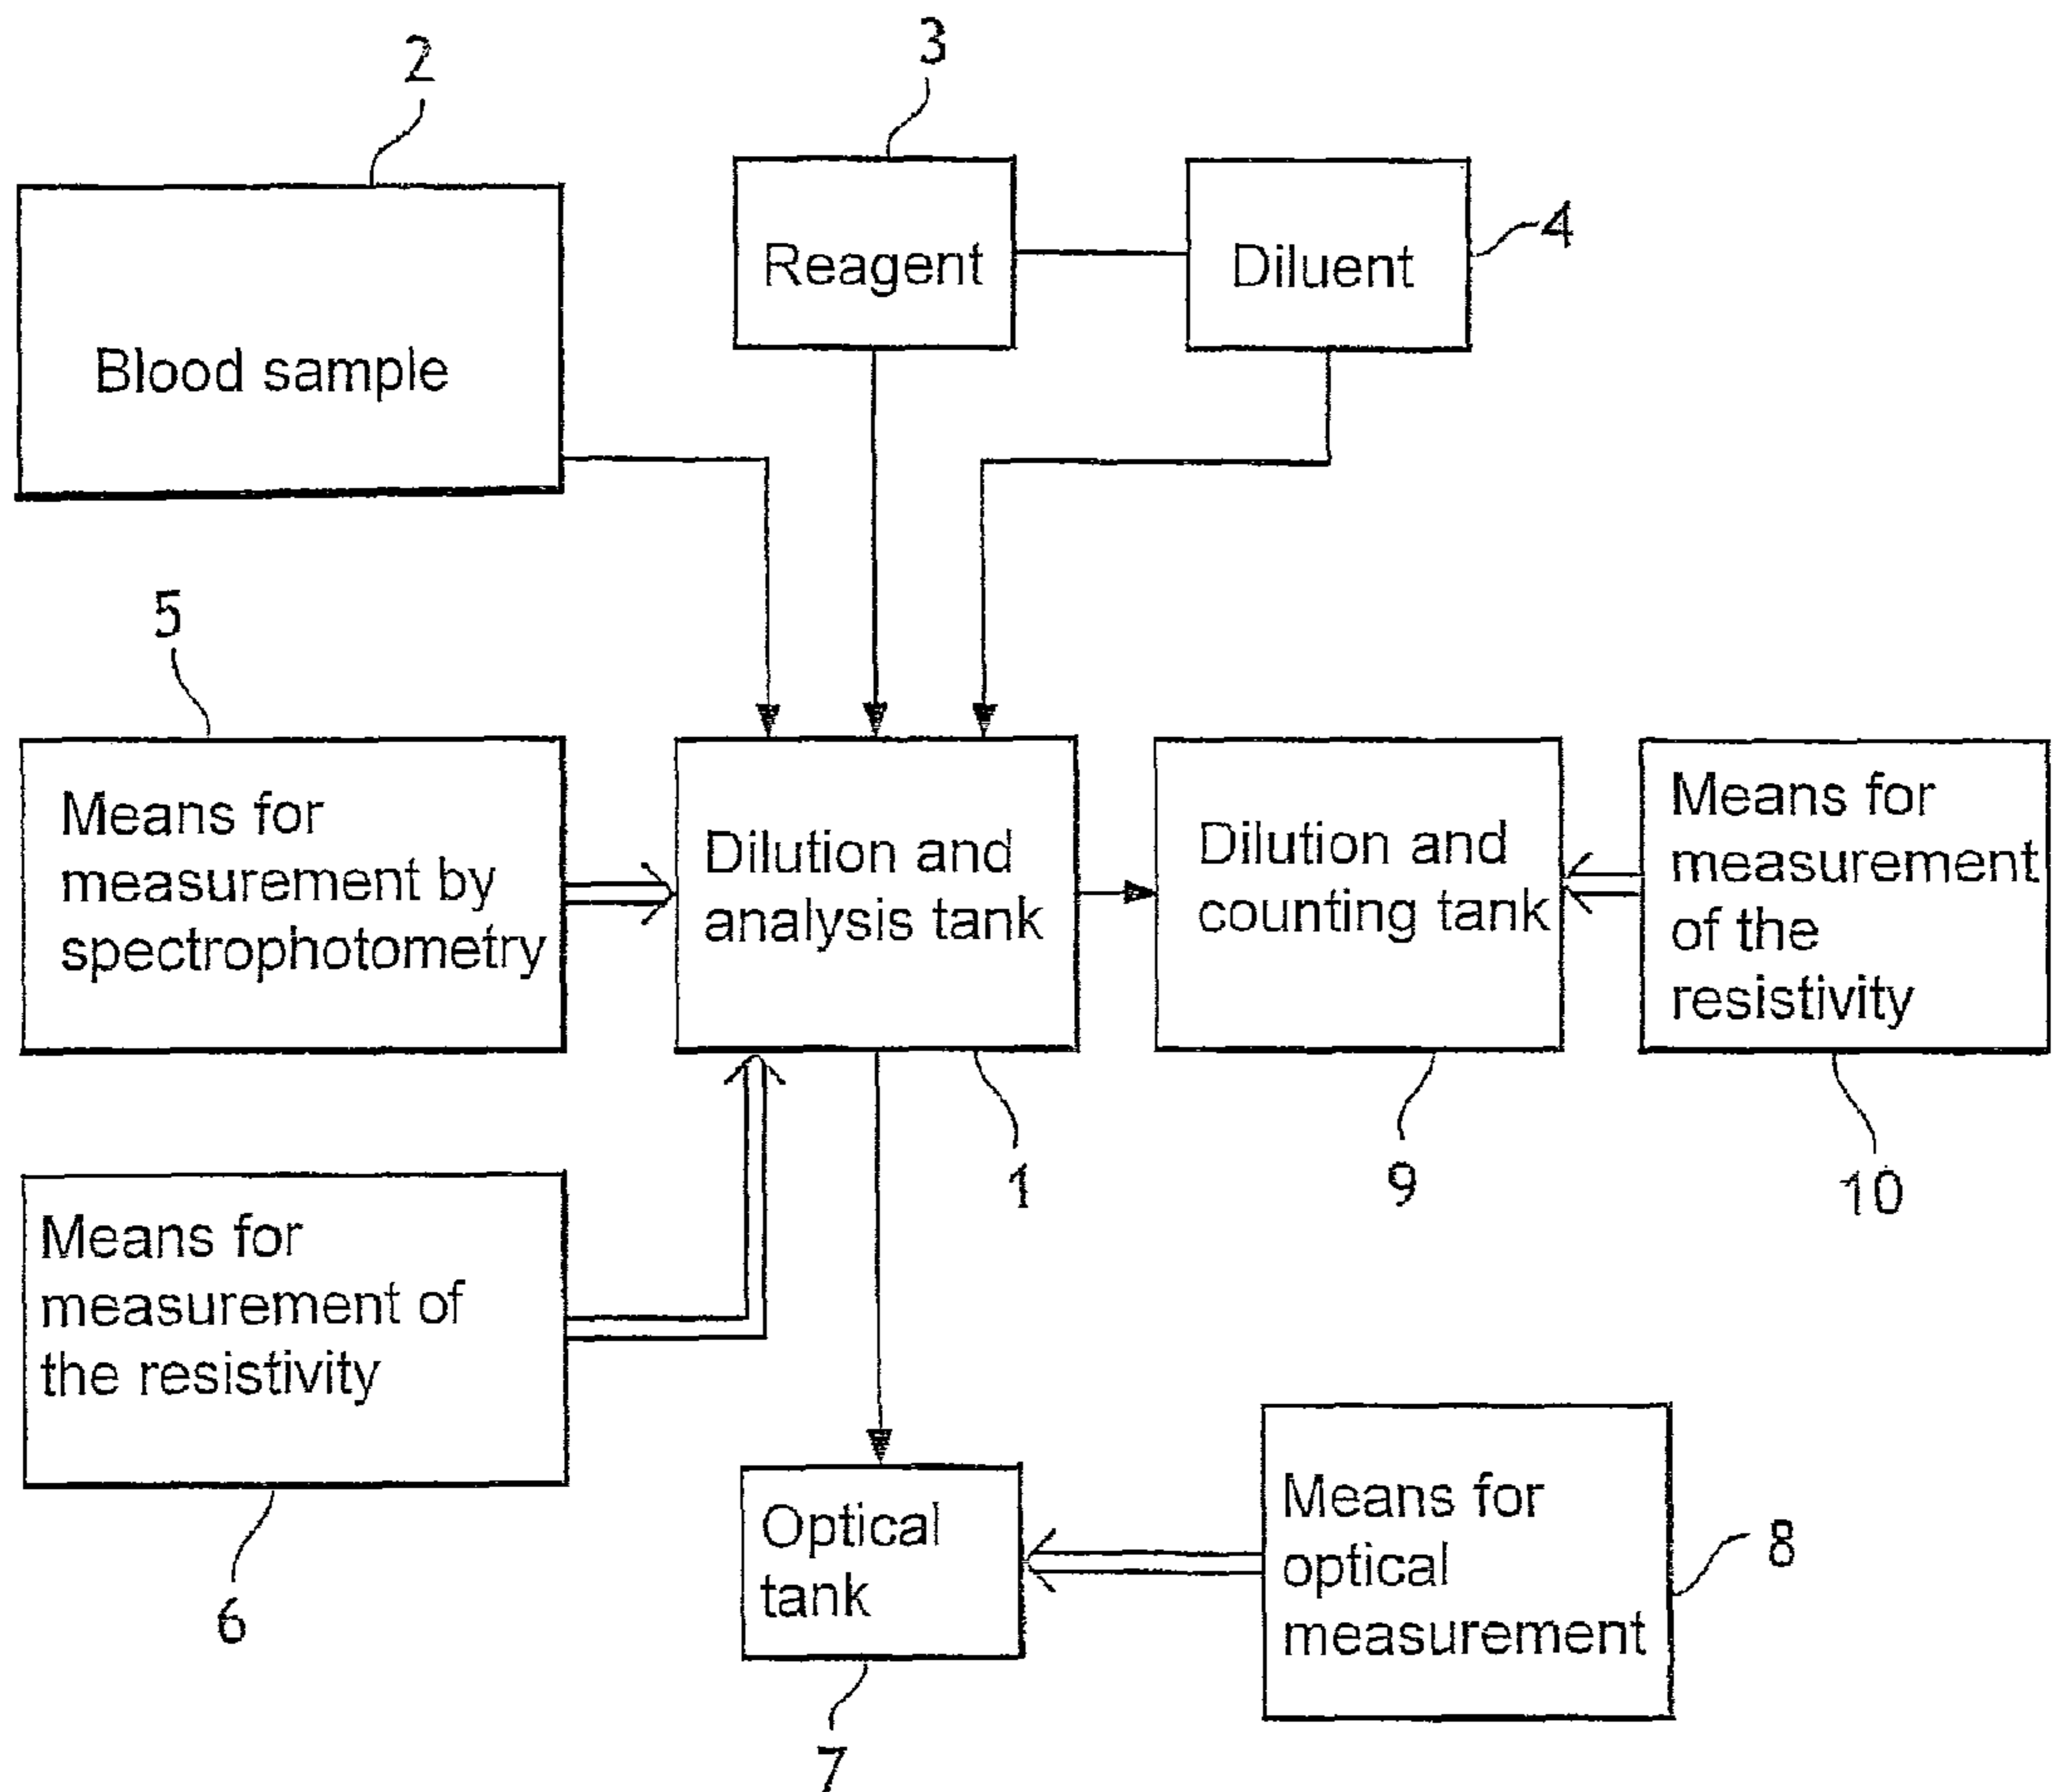 2
3
Blood sample
Reagent
Diluent
4
5
Means for
measurement by
spectrophotometry
Dilution and
analysis tank
Dilution and
counting tank
Means for
measurement
of the
resistivity
1
9
10
Means for
measurement of
the resistivity
6
Optical
tank
7
Means for
optical
measurement
8